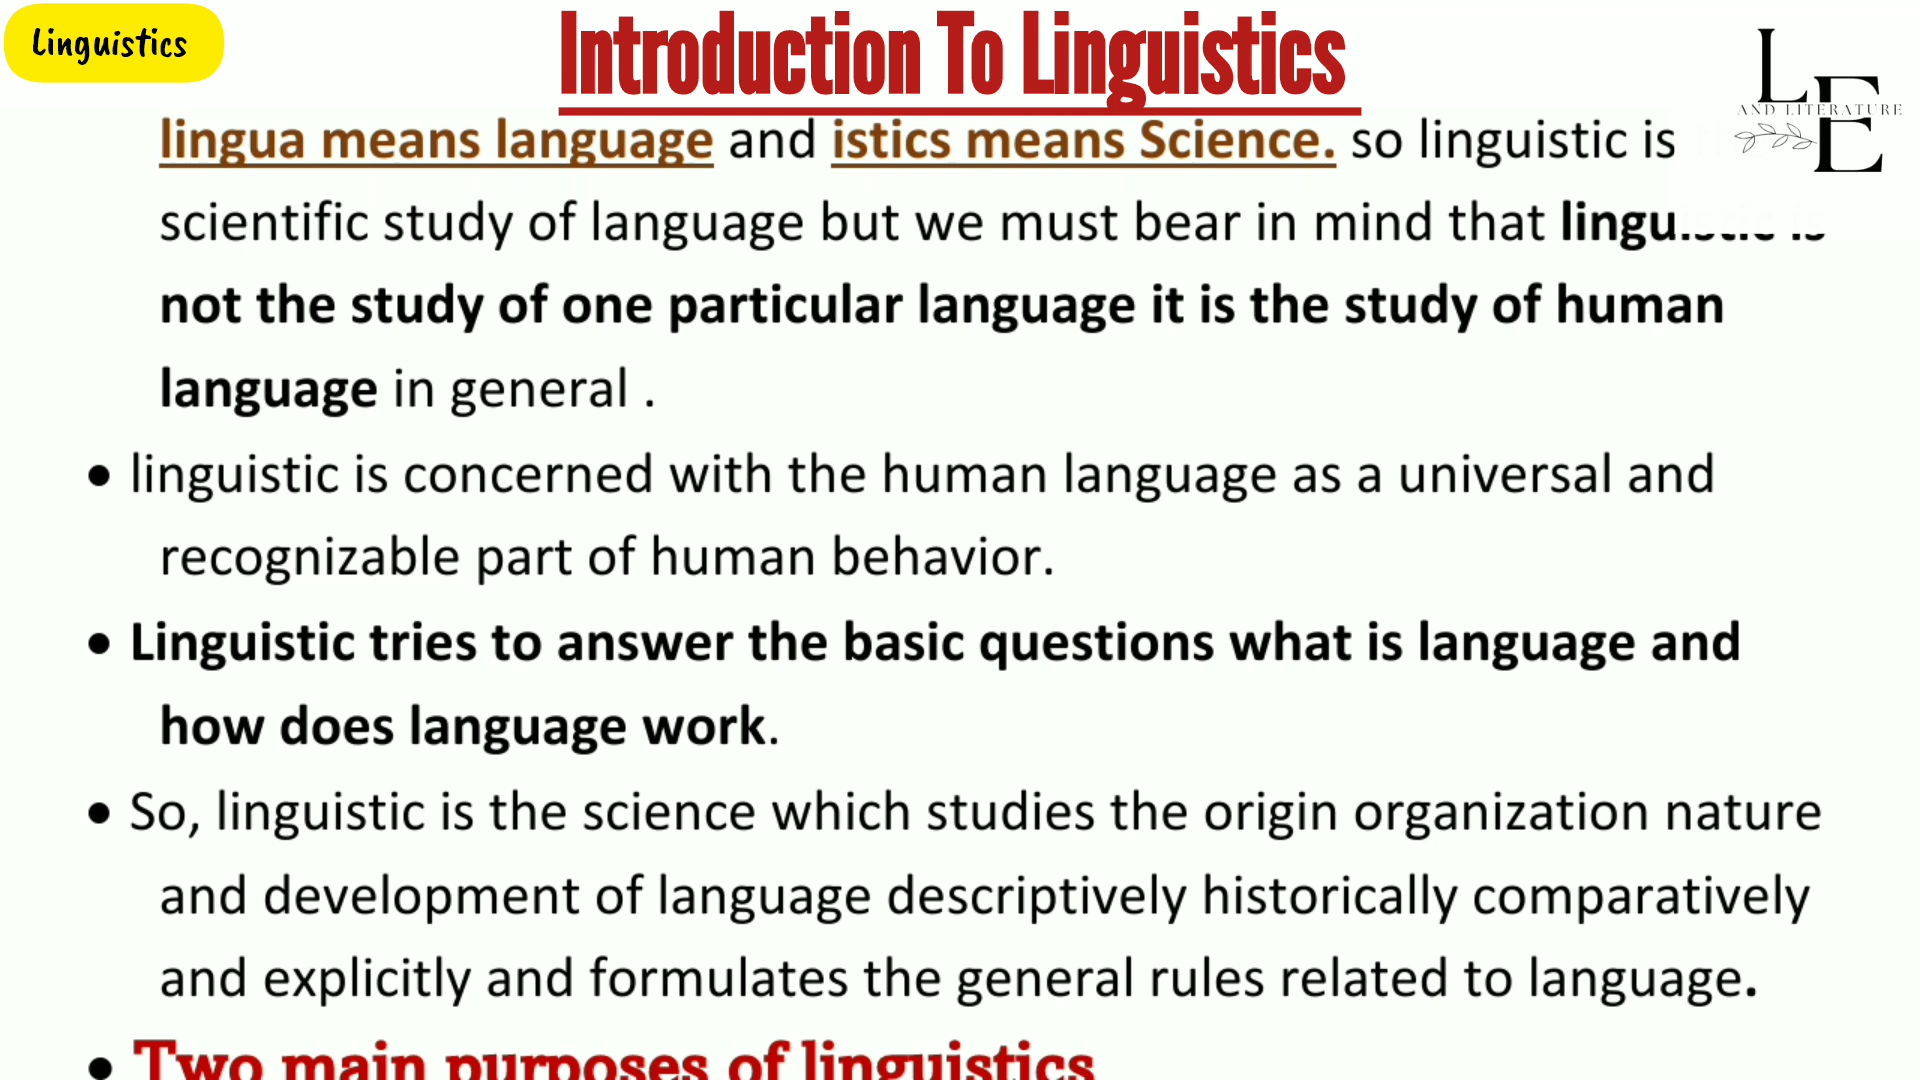 Linguistics
Introduction To Linguistics
L E
AND LITERATURE
lingua means language and istics means Science. so linguistic is
scientific study of language but we must bear in mind that linguistic is
not the study of one particular language it is the study of human
language in general .
• linguistic is concerned with the human language as a universal and
recognizable part of human behavior.
• Linguistic tries to answer the basic questions what is language and
how does language work.
• So, linguistic is the science which studies the origin organization nature
and development of language descriptively historically comparatively
and explicitly and formulates the general rules related to language.
• Two main purposes of linguistics